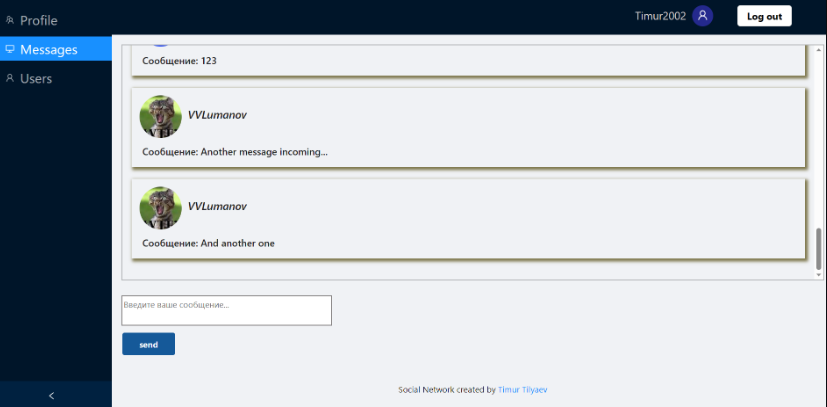 Profile
Messages
Users
Timur2002
Log out
Сообщение: 123
VVLumanov
Сообщение: Another message incoming...
VVLumanov
Сообщение: And another one
Введите ваше сообщение...
send
Social Network created by Timur Tilyaev